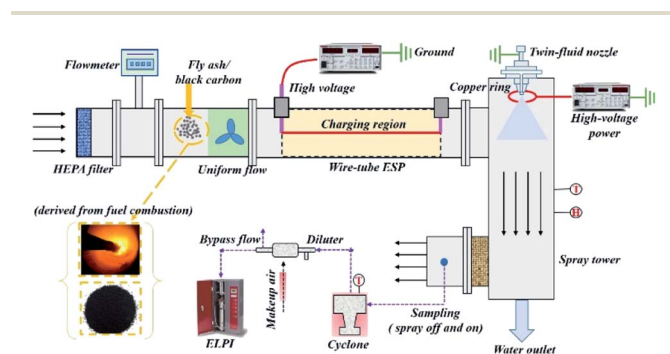 Flowmeter
Fly ash/
black carbon
Ground
High voltage
Twin-fluid nozzle
Copper ring
High-voltage
power
Charging region
HEPA filter
Uniform flow
Wire-tube ESP
(derived from fuel combustion)
T
H
Bypass flow
Diluter
Makeup air
T
Spray tower
Sampling
( spray off and on)
ELPI
Cyclone
Water outlet